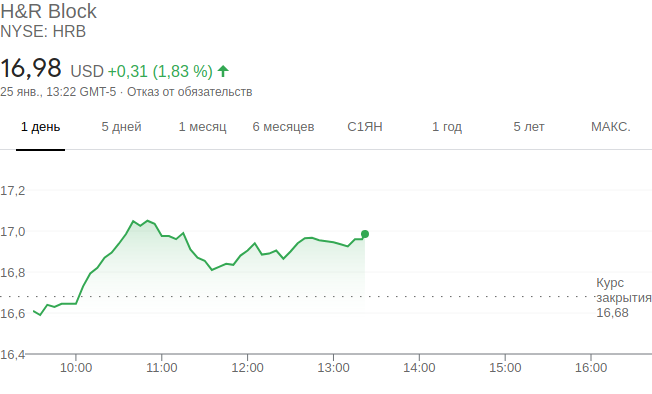 H&R Block
NYSE: HRB
16,98 USD +0,31 (1,83 %)
25 янв., 13:22 GMT-5 · Отказ от обязательств
1 день 5 дней 1 месяц 6 месяцев С1ЯН 1 год 5 лет МАКС.
17,2
17,0
16,8
Курс
закрытия
16,68
16,6
16,4
10:00 11:00 12:00 13:00 14:00 15:00 16:00